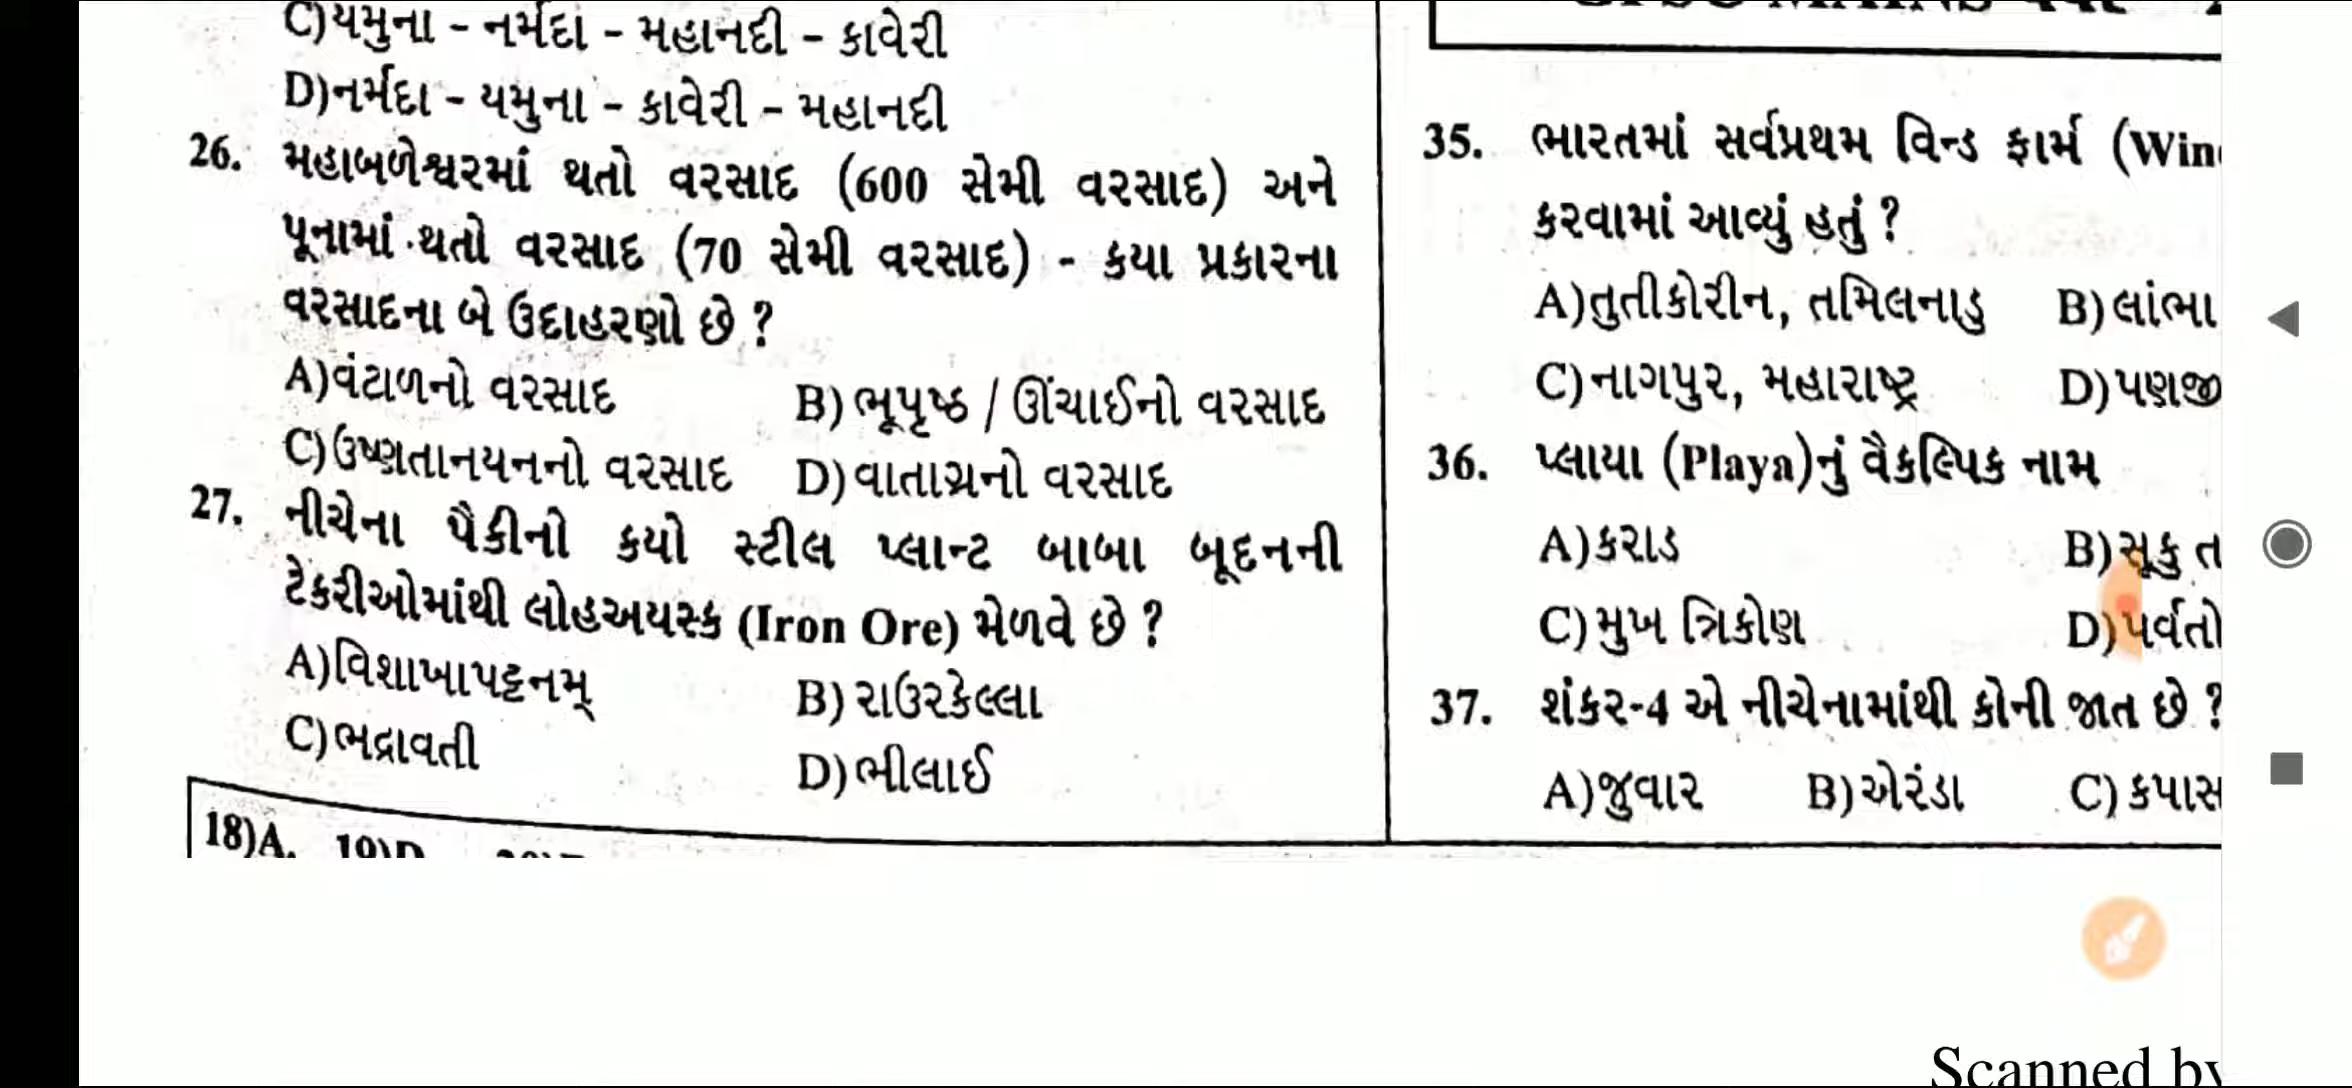 C)યમુના - નર્મદા - મહાનદી - કાવેરી
D)નર્મદા - યમુના - કાવેરી - મહાનદી
26. મહાબળેશ્વરમાં થતો વરસાદ (600 સેમી વરસાદ) અને
પૂનામાં થતો વરસાદ (70 સેમી વરસાદ) - કયા પ્રકારના
વરસાદના બે ઉદાહરણો છે ?
A)વંટાળનો વરસાદ B) ભૂપૃષ્ઠ / ઊંચાઈનો વરસાદ
C)ઉષ્ણતાનયનનો વરસાદ D)વાતાગ્રનો વરસાદ
27. નીચેના પૈકીનો કયો સ્ટીલ પ્લાન્ટ બાબા બૂદનની
ટેકરીઓમાંથી લોહઅયસ્ક (Iron Ore) મેળવે છે ?
A)વિશાખાપટ્ટનમ્ B) રાઉરકેલ્લા
C)ભદ્રાવતી D)ભીલાઈ
18)A.
35. ભારતમાં સર્વપ્રથમ વિન્ડ ફાર્મ (Win
કરવામાં આવ્યું હતું ?
A)તુતીકોરીન, તમિલનાડુ B)લાંભા
C)નાગપુર, મહારાષ્ટ્ર D)પણજી
36. પ્લાયા (Playa)નું વૈકલ્પિક નામ
A)કરાડ B)સૂકુ ત
C)મુખ ત્રિકોણ D)પર્વતો
37. શંકર-4 એ નીચેનામાંથી કોની જાત છે ?
A)જુવાર B)એરંડા C)કપાસ
Scanned by